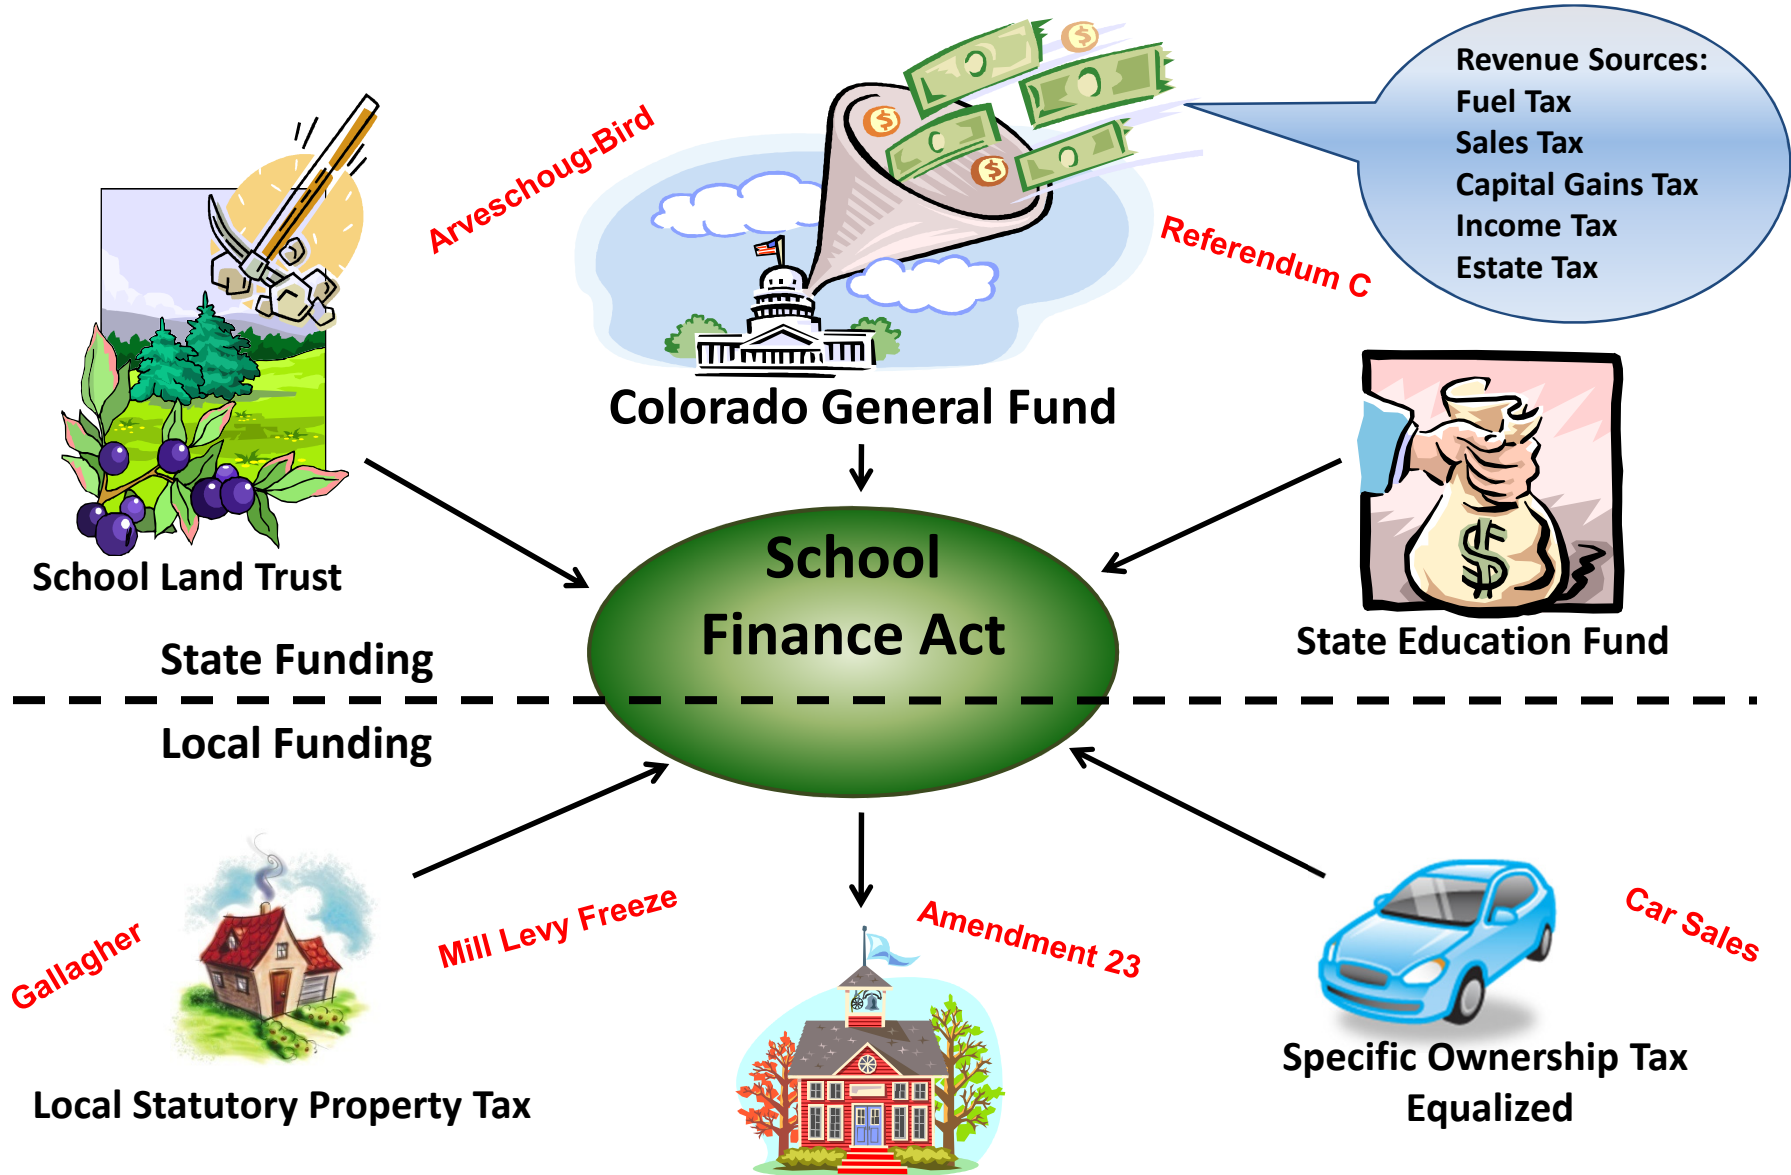 Revenue Sources:
Fuel Tax
Sales Tax
Capital Gains Tax
Income Tax
Estate Tax
Arveschoug-Bird
Referendum C
Colorado General Fund
School Land Trust
School
Finance Act
State Education Fund
State Funding
Local Funding
Gallagher
Mill Levy Freeze
Amendment 23
Car Sales
Local Statutory Property Tax
Specific Ownership Tax
Equalized